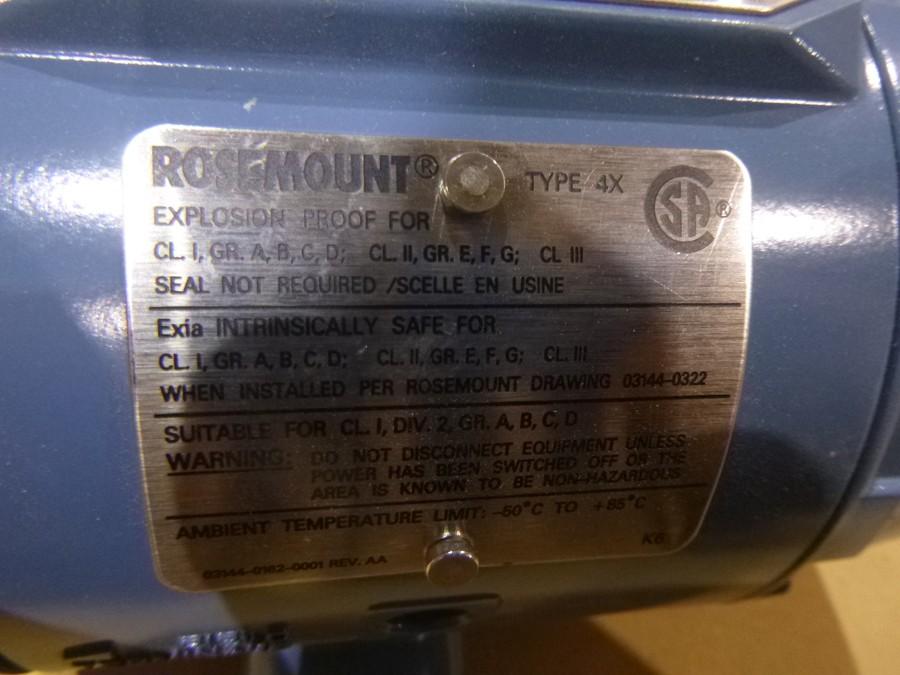 ROSEMOUNT® TYPE 4X
CSA®
EXPLOSION PROOF FOR
CL. I, GR. A, B, C, D; CL. II, GR. E, F, G; CL III
SEAL NOT REQUIRED /SCELLE EN USINE
Exia INTRINSICALLY SAFE FOR
CL. I, GR. A, B, C, D; CL. II, GR. E, F, G; CL. III
WHEN INSTALLED PER ROSEMOUNT DRAWING 03144-0322
SUITABLE FOR CL. I, DIV. 2, GR. A, B, C, D
WARNING: DO NOT DISCONNECT EQUIPMENT UNLESS
POWER HAS BEEN SWITCHED OFF OR THE
AREA IS KNOWN TO BE NON-HAZARDOUS
AMBIENT TEMPERATURE LIMIT: -50°C TO +85°C
K6
03144-0162-0001 REV. AA